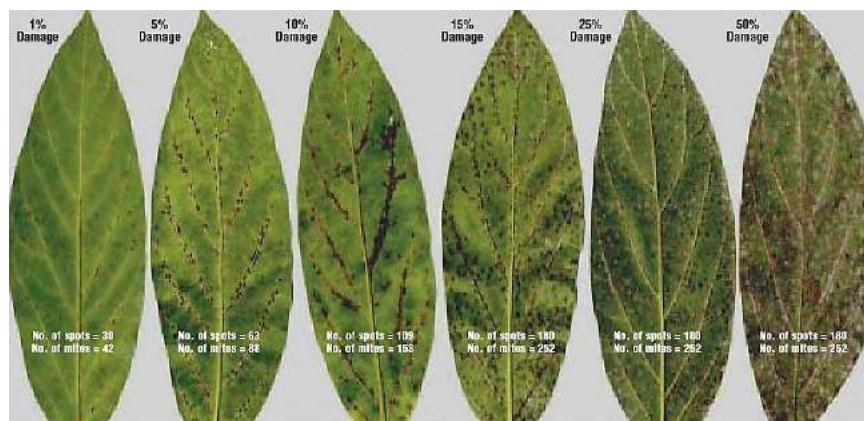 1%
Damage
5%
Damage
10%
Damage
15%
Damage
25%
Damage
50%
Damage
No. of spots = 30
No. of mites = 42
No. of spots = 63
No. of mites = 88
No. of spots = 109
No. of mites = 153
No. of spots = 180
No. of mites = 252
No. of spots = 180
No. of mites = 252
No. of spots = 180
No. of mites = 252